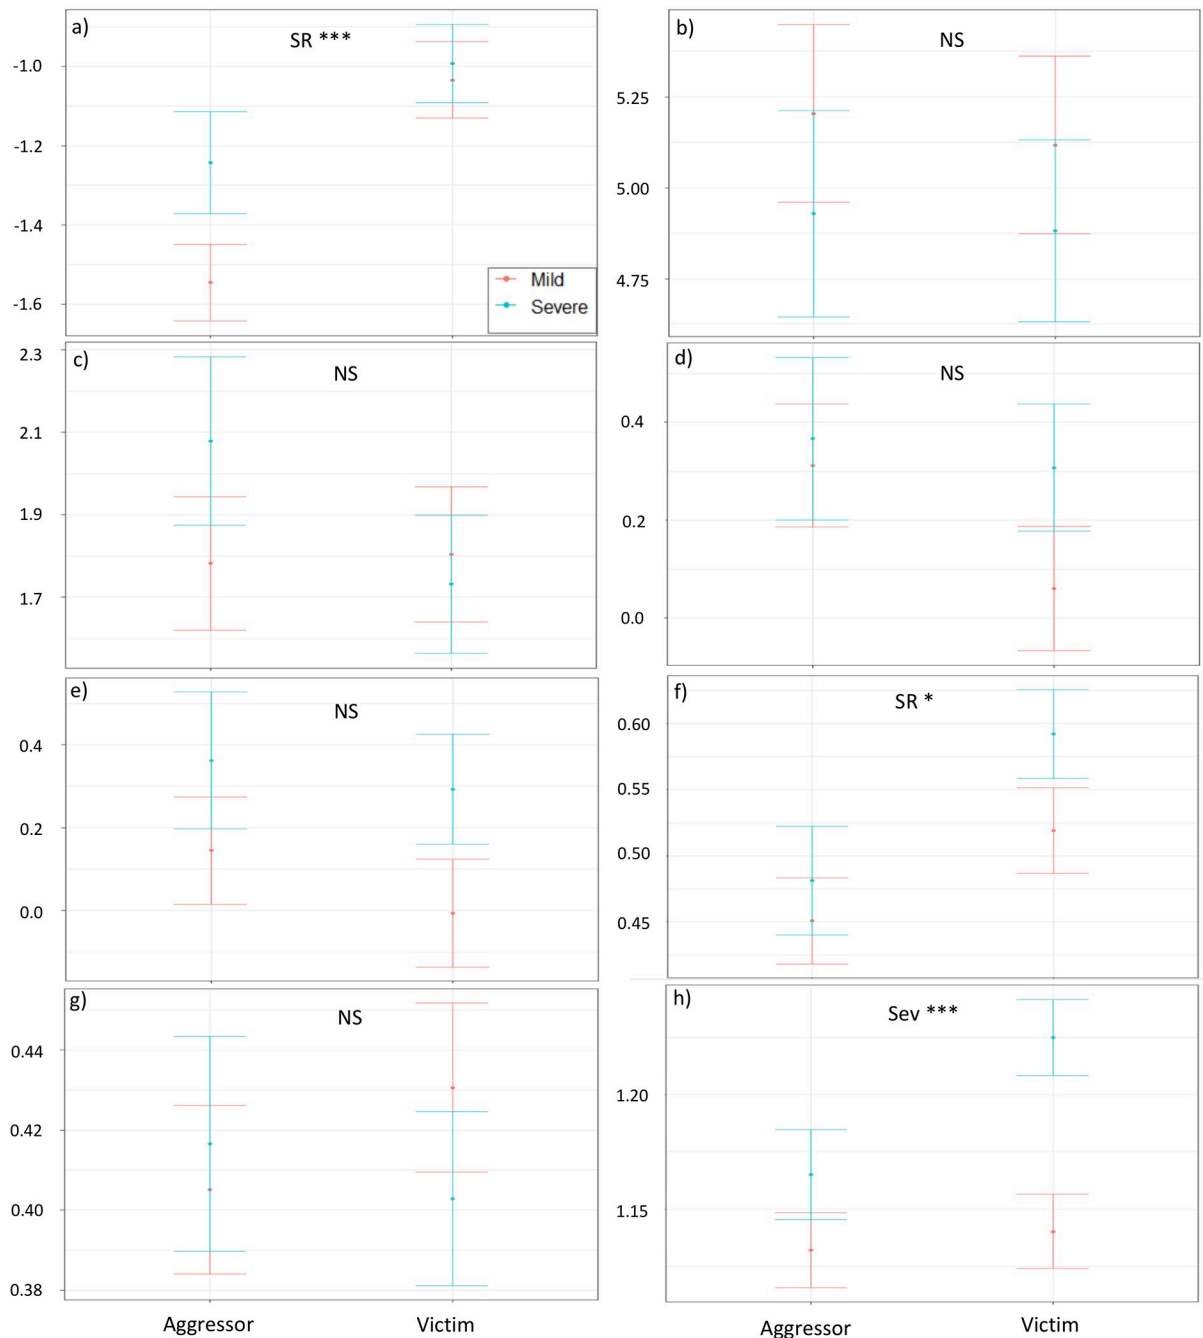 a)
SR ***
-1.0
-1.2
-1.4
-1.6
Mild
Severe
b)
NS
5.25
5.00
4.75
c)
NS
2.3
2.1
1.9
1.7
d)
NS
0.4
0.2
0.0
e)
NS
0.4
0.2
0.0
f)
SR *
0.60
0.55
0.50
0.45
g)
NS
0.44
0.42
0.40
0.38
h)
Sev ***
1.20
1.15
Aggressor Victim
Aggressor Victim